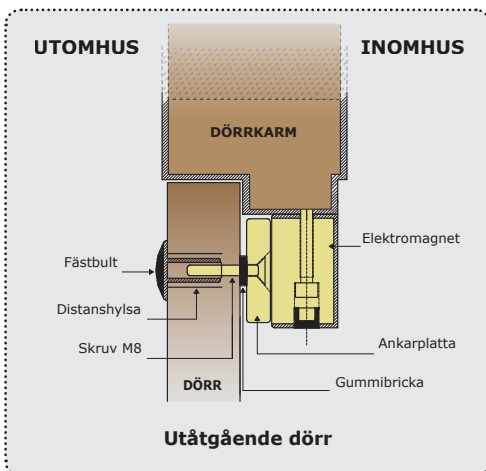 UTOMHUS
INOMHUS
DÖRRKARM
Elektromagnet
Fästbult
Distanshylsa
Skruv M8
Ankarplatta
Gummibricka
DÖRR
Utåtgående dörr